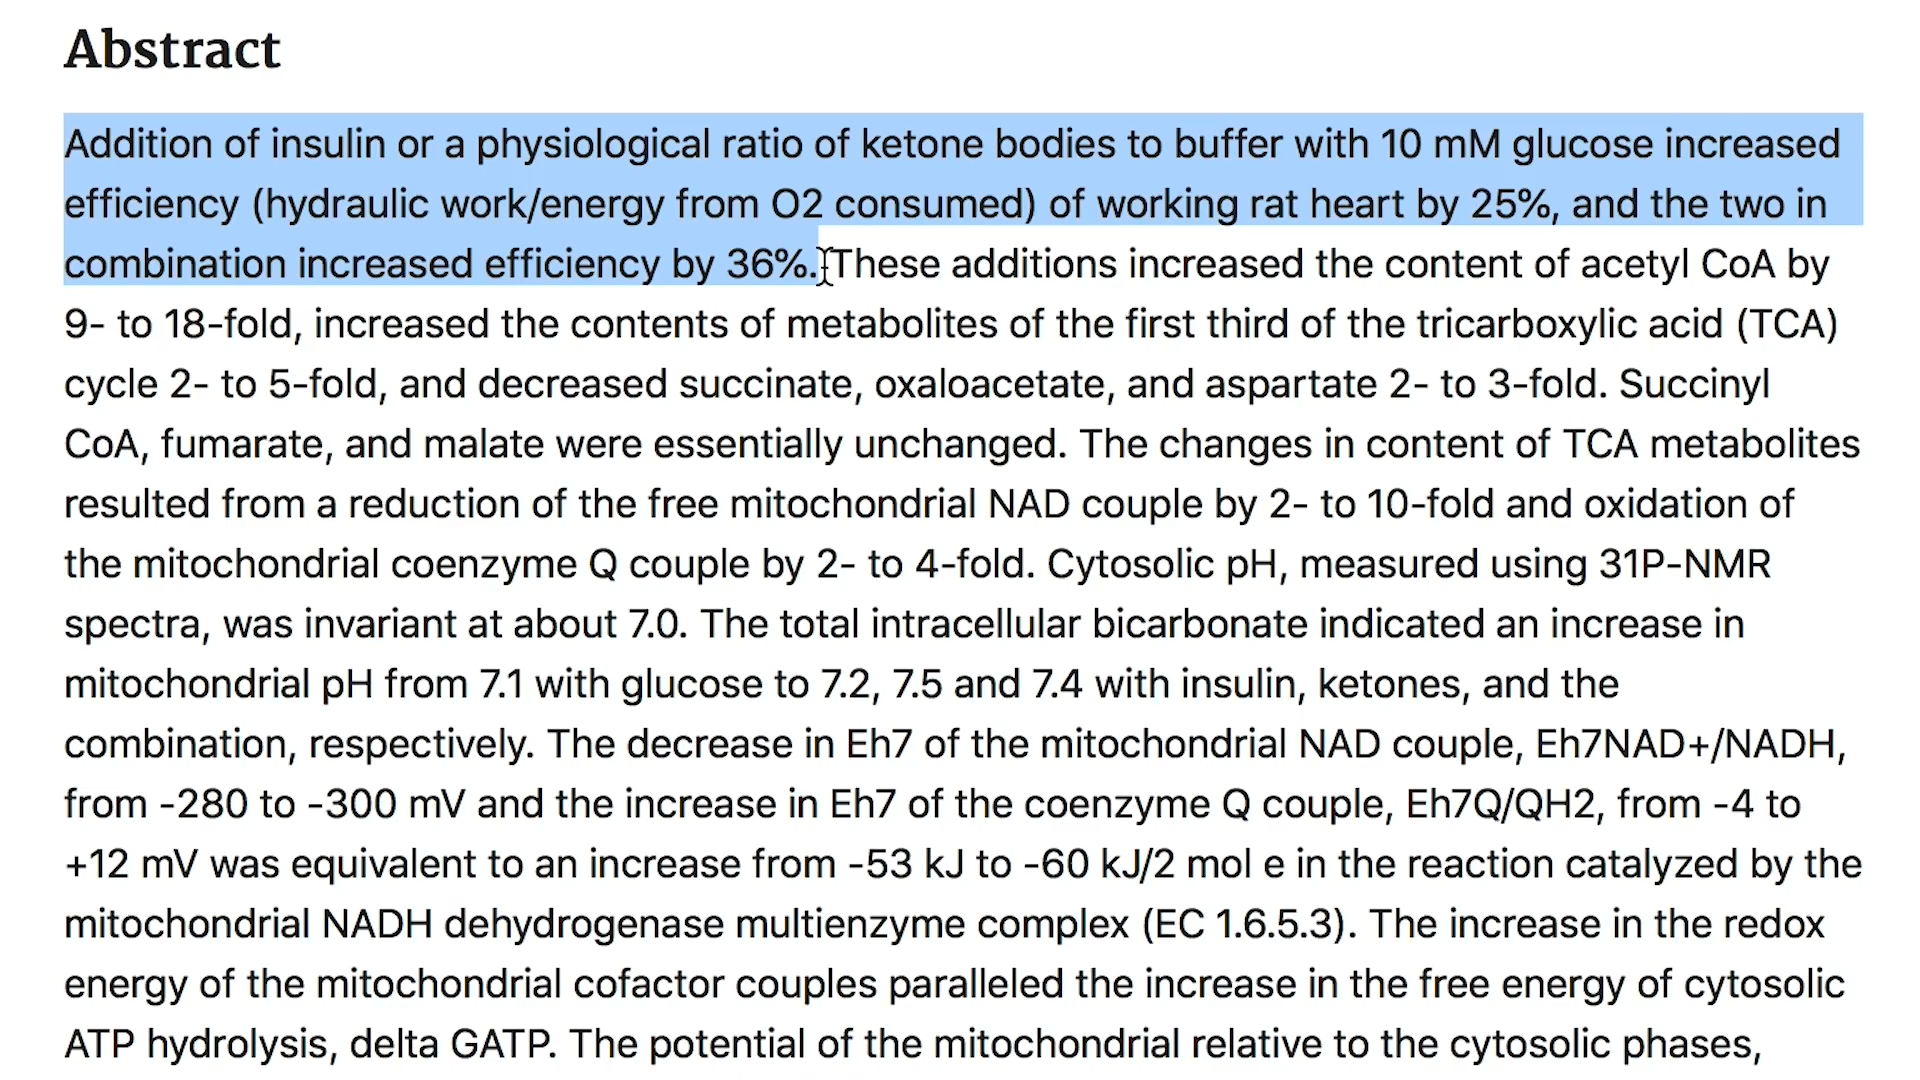 Abstract
Addition of insulin or a physiological ratio of ketone bodies to buffer with 10 mM glucose increased
efficiency (hydraulic work/energy from O2 consumed) of working rat heart by 25%, and the two in
combination increased efficiency by 36%. These additions increased the content of acetyl CoA by
9- to 18-fold, increased the contents of metabolites of the first third of the tricarboxylic acid (TCA)
cycle 2- to 5-fold, and decreased succinate, oxaloacetate, and aspartate 2- to 3-fold. Succinyl
CoA, fumarate, and malate were essentially unchanged. The changes in content of TCA metabolites
resulted from a reduction of the free mitochondrial NAD couple by 2- to 10-fold and oxidation of
the mitochondrial coenzyme Q couple by 2- to 4-fold. Cytosolic pH, measured using 31P-NMR
spectra, was invariant at about 7.0. The total intracellular bicarbonate indicated an increase in
mitochondrial pH from 7.1 with glucose to 7.2, 7.5 and 7.4 with insulin, ketones, and the
combination, respectively. The decrease in Eh7 of the mitochondrial NAD couple, Eh7NAD+/NADH,
from -280 to -300 mV and the increase in Eh7 of the coenzyme Q couple, Eh7Q/QH2, from -4 to
+12 mV was equivalent to an increase from -53 kJ to -60 kJ/2 mol e in the reaction catalyzed by the
mitochondrial NADH dehydrogenase multienzyme complex (EC 1.6.5.3). The increase in the redox
energy of the mitochondrial cofactor couples paralleled the increase in the free energy of cytosolic
ATP hydrolysis, delta GATP. The potential of the mitochondrial relative to the cytosolic phases,